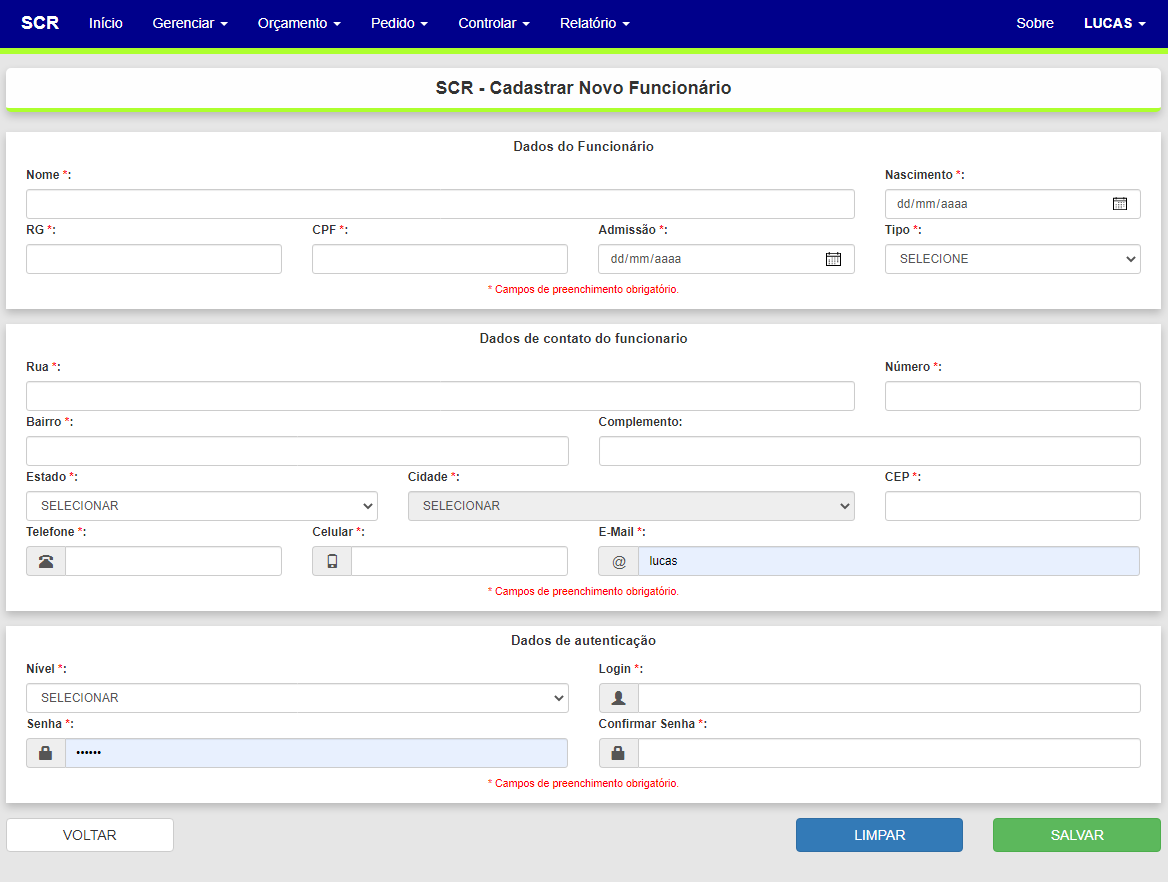 SCR Início Gerenciar Orçamento Pedido Controlar Relatório Sobre LUCAS
SCR - Cadastrar Novo Funcionário
Dados do Funcionário
Nome *: Nascimento *:
dd/mm/aaaa
RG *: CPF *: Admissão *: Tipo *:
dd/mm/aaaa SELECIONE
* Campos de preenchimento obrigatório.
Dados de contato do funcionario
Rua *: Número *:
Bairro *: Complemento:
Estado *: Cidade *: CEP *:
SELECIONAR SELECIONAR
Telefone *: Celular *: E-Mail *:
@ lucas
* Campos de preenchimento obrigatório.
Dados de autenticação
Nível *: Login *:
SELECIONAR
Senha *: Confirmar Senha *:
••••••
* Campos de preenchimento obrigatório.
VOLTAR LIMPAR SALVAR